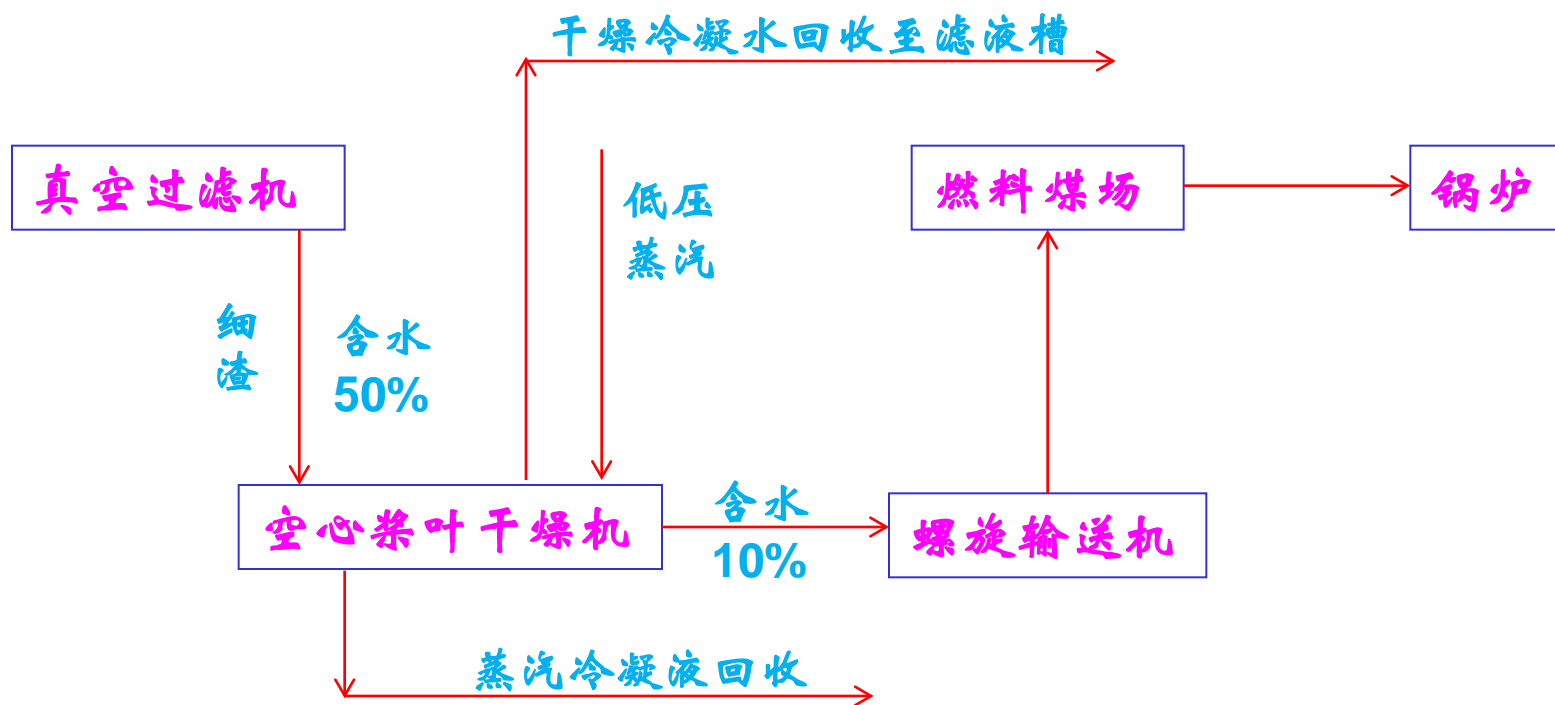 干燥冷凝水回收至滤液槽
真空过滤机
低压
蒸汽
燃料煤场
锅炉
细
渣
含水
50%
空心桨叶干燥机
含水
10%
螺旋输送机
蒸汽冷凝液回收